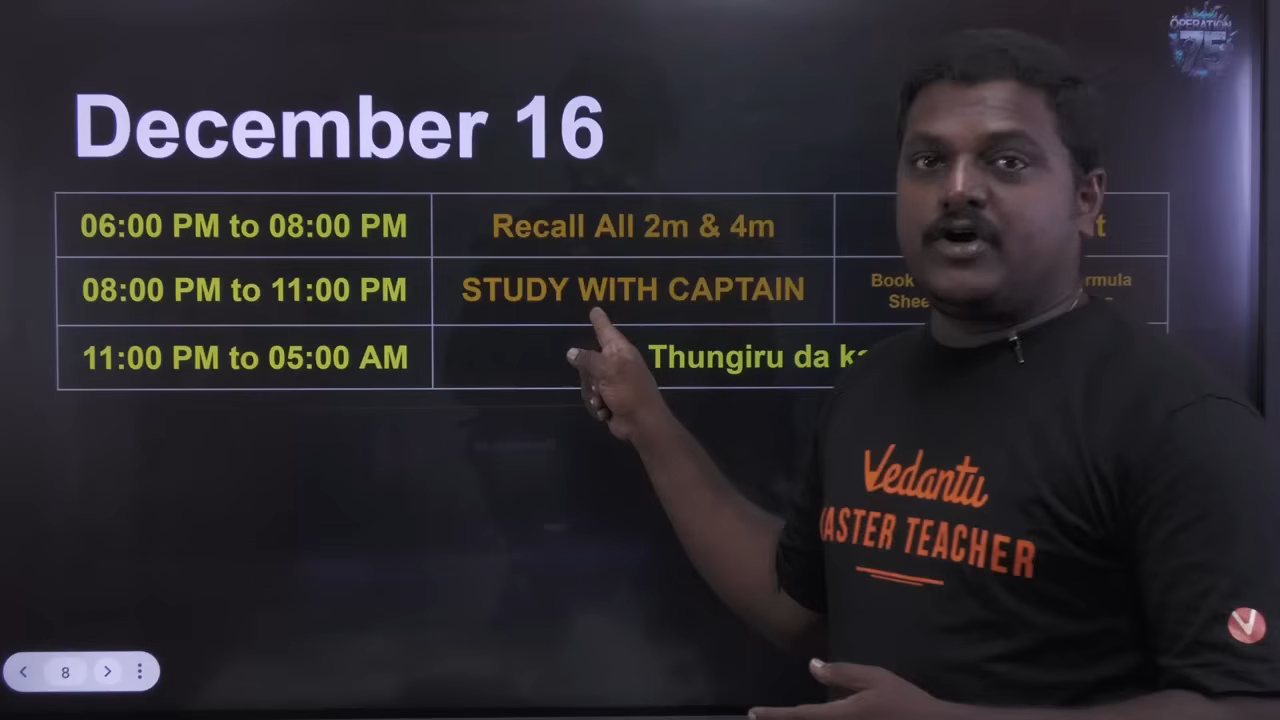 OPERATION
75
December 16
06:00 PM to 08:00 PM
Recall All 2m & 4m
08:00 PM to 11:00 PM
STUDY WITH CAPTAIN
Book
Shee
11:00 PM to 05:00 AM
Thungiru da ka
Vedantu
MASTER TEACHER
V
8